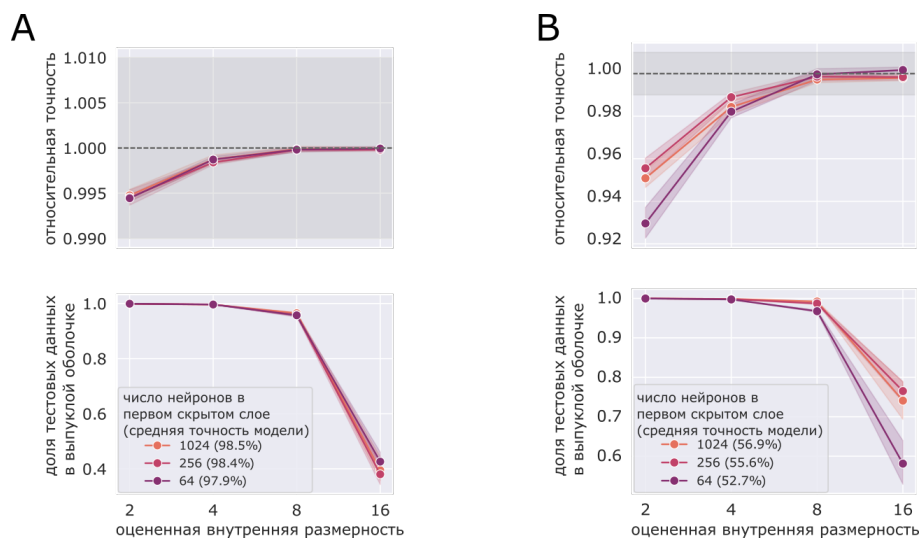 A
относительная точность
1.010
1.005
1.000
0.995
0.990
доля тестовых данных
в выпуклой оболочке
1.0
0.8
0.6
0.4
число нейронов в
первом скрытом слое
(средняя точность модели)
1024 (98.5%)
256 (98.4%)
64 (97.9%)
2 4 8 16
оцененная внутренняя размерность
B
относительная точность
1.00
0.98
0.96
0.94
0.92
доля тестовых данных
в выпуклой оболочке
1.0
0.9
0.8
0.7
0.6
число нейронов в
первом скрытом слое
(средняя точность модели)
1024 (56.9%)
256 (55.6%)
64 (52.7%)
2 4 8 16
оцененная внутренняя размерность